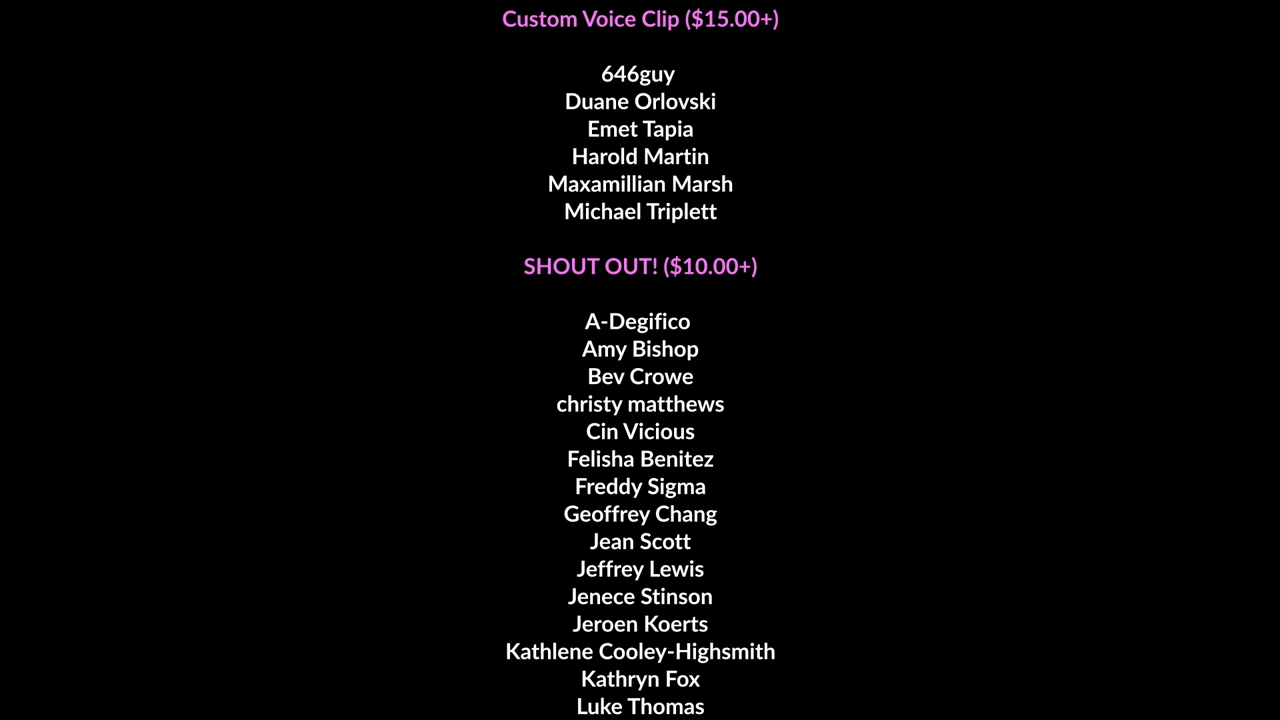 Custom Voice Clip ($15.00+)
646guy
Duane Orlovski
Emet Tapia
Harold Martin
Maxamillian Marsh
Michael Triplett
SHOUT OUT! ($10.00+)
A-Degifico
Amy Bishop
Bev Crowe
christy matthews
Cin Vicious
Felisha Benitez
Freddy Sigma
Geoffrey Chang
Jean Scott
Jeffrey Lewis
Jenece Stinson
Jeroen Koerts
Kathlene Cooley-Highsmith
Kathryn Fox
Luke Thomas